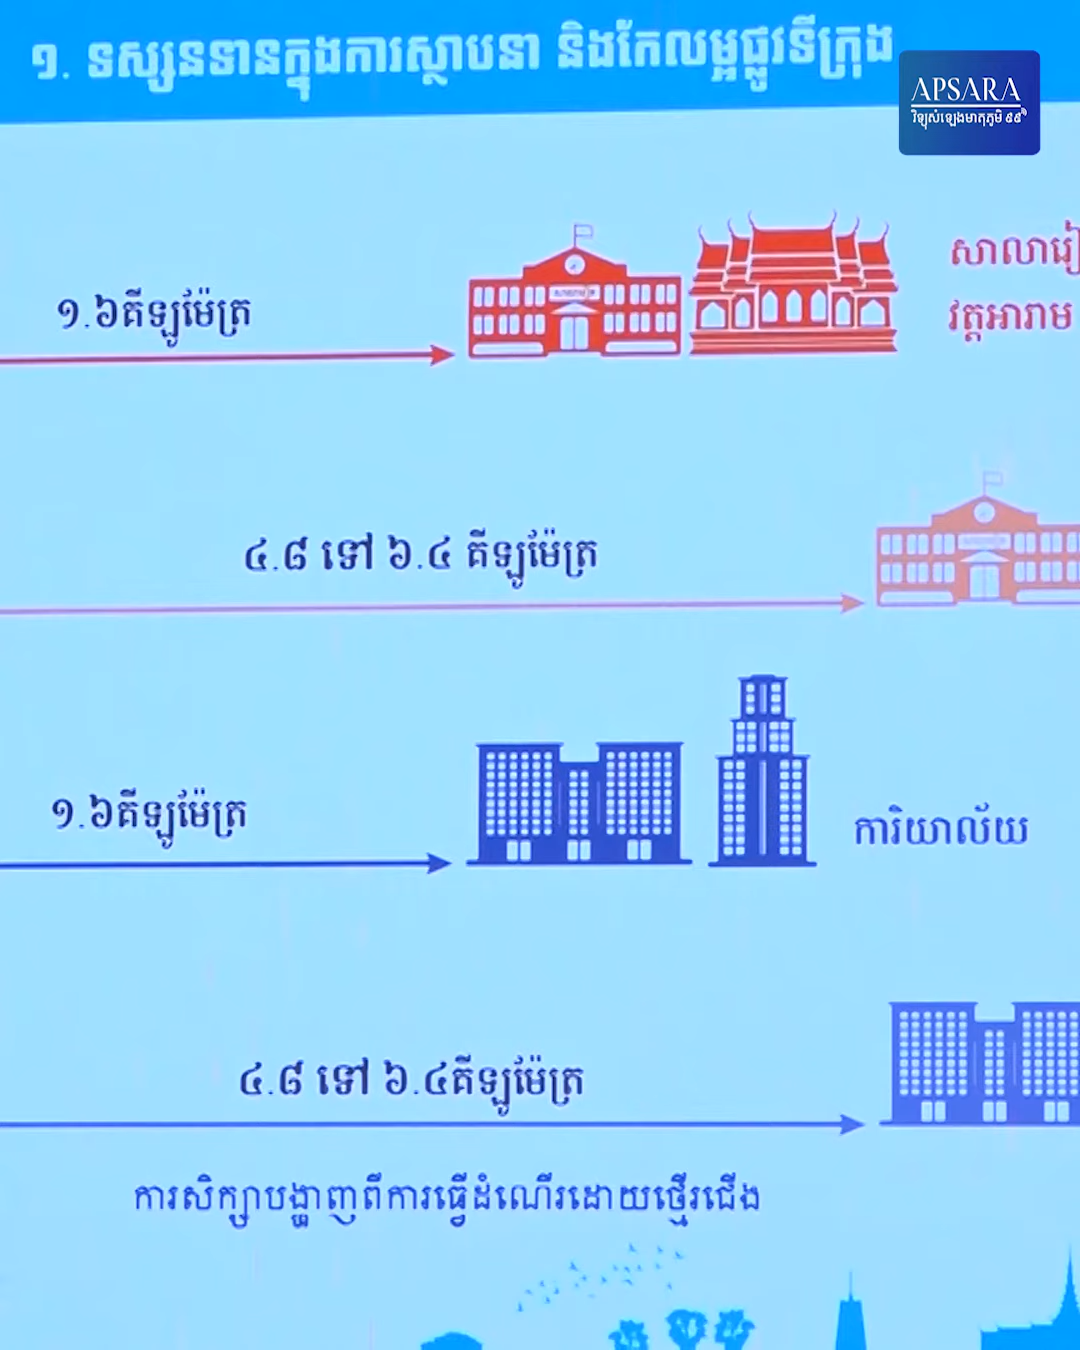 ១. ទស្សនទានក្នុងការស្ថាបនា និងកែលម្អផ្លូវទីក្រុង
APSARA
វិទ្យុសំឡេងមាតុភូមិ ៩៩
១.៦គីឡូម៉ែត្រ
សាលារៀ
វត្តអារាម
៤.៨ ទៅ ៦.៤ គីឡូម៉ែត្រ
១.៦គីឡូម៉ែត្រ
ការិយាល័យ
៤.៨ ទៅ ៦.៤គីឡូម៉ែត្រ
ការសិក្សាបង្ហាញពីការធ្វើដំណើរដោយថ្មើរជើង